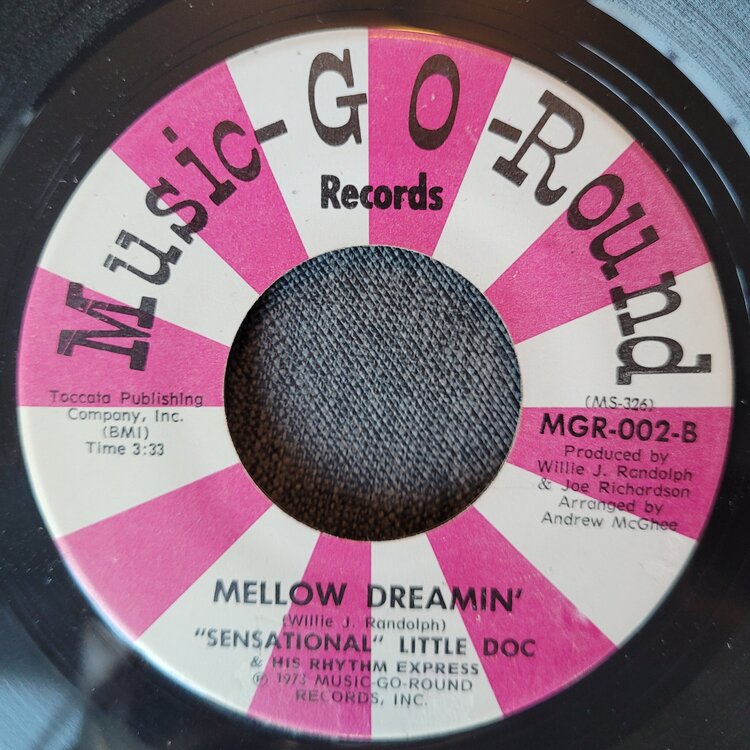 Music-GO-Round
Records
Toccata Publishing
Company, Inc.
(BMI)
Time 3:33
(MS-326)
MGR-002-B
Produced by
Willie J. Randolph
& Joe Richardson
Arranged by
Andrew McGhee
MELLOW DREAMIN'
(Willie J. Randolph)
"SENSATIONAL" LITTLE DOC
& HIS RHYTHM EXPRESS
℗ 1973 MUSIC-GO-ROUND
RECORDS, INC.